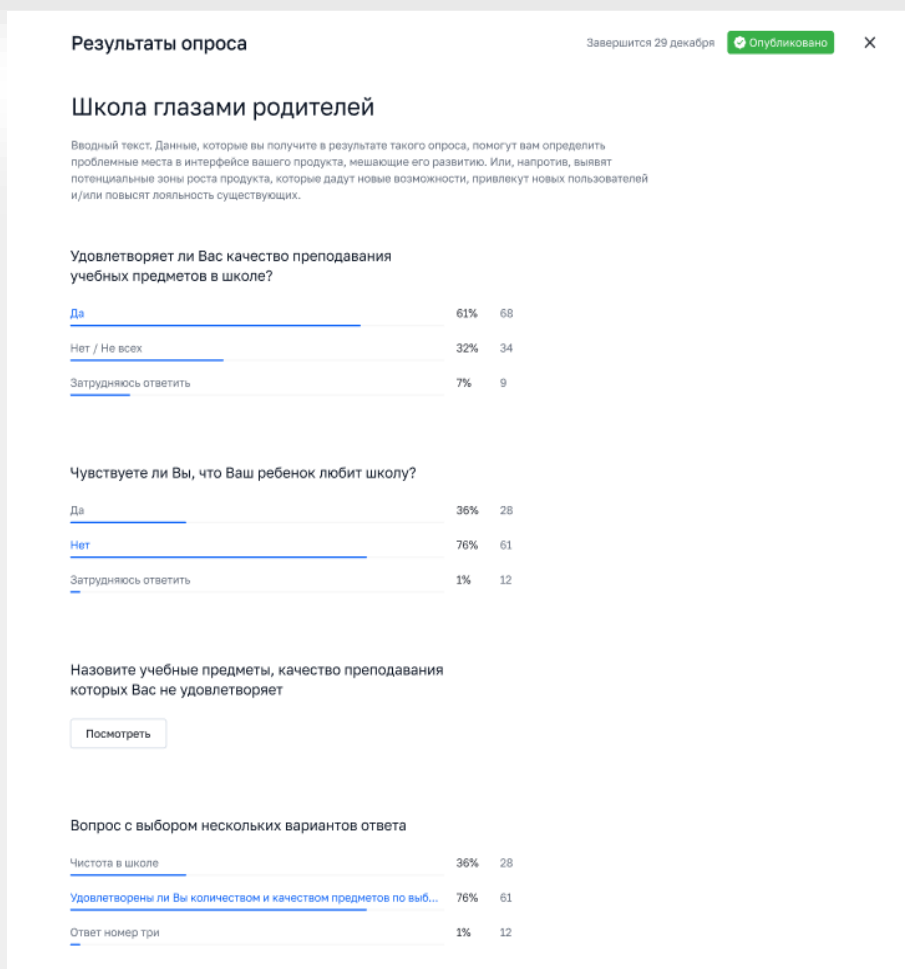 Результаты опроса
Завершится 29 декабря
Опубликовано
Школа глазами родителей
Вводный текст. Данные, которые вы получите в результате такого опроса, помогут вам определить
проблемные места в интерфейсе вашего продукта, мешающие его развитию. Или, напротив, выявят
потенциальные зоны роста продукта, которые дадут новые возможности, привлекут новых пользователей
и/или повысят лояльность существующих.
Удовлетворяет ли Вас качество преподавания
учебных предметов в школе?
Да 61% 68
Нет / Не всех 32% 34
Затрудняюсь ответить 7% 9
Чувствуете ли Вы, что Ваш ребенок любит школу?
Да 36% 28
Нет 76% 61
Затрудняюсь ответить 1% 12
Назовите учебные предметы, качество преподавания
которых Вас не удовлетворяет
Посмотреть
Вопрос с выбором нескольких вариантов ответа
Чистота в школе 36% 28
Удовлетворены ли Вы количеством и качеством предметов по выб... 76% 61
Ответ номер три 1% 12